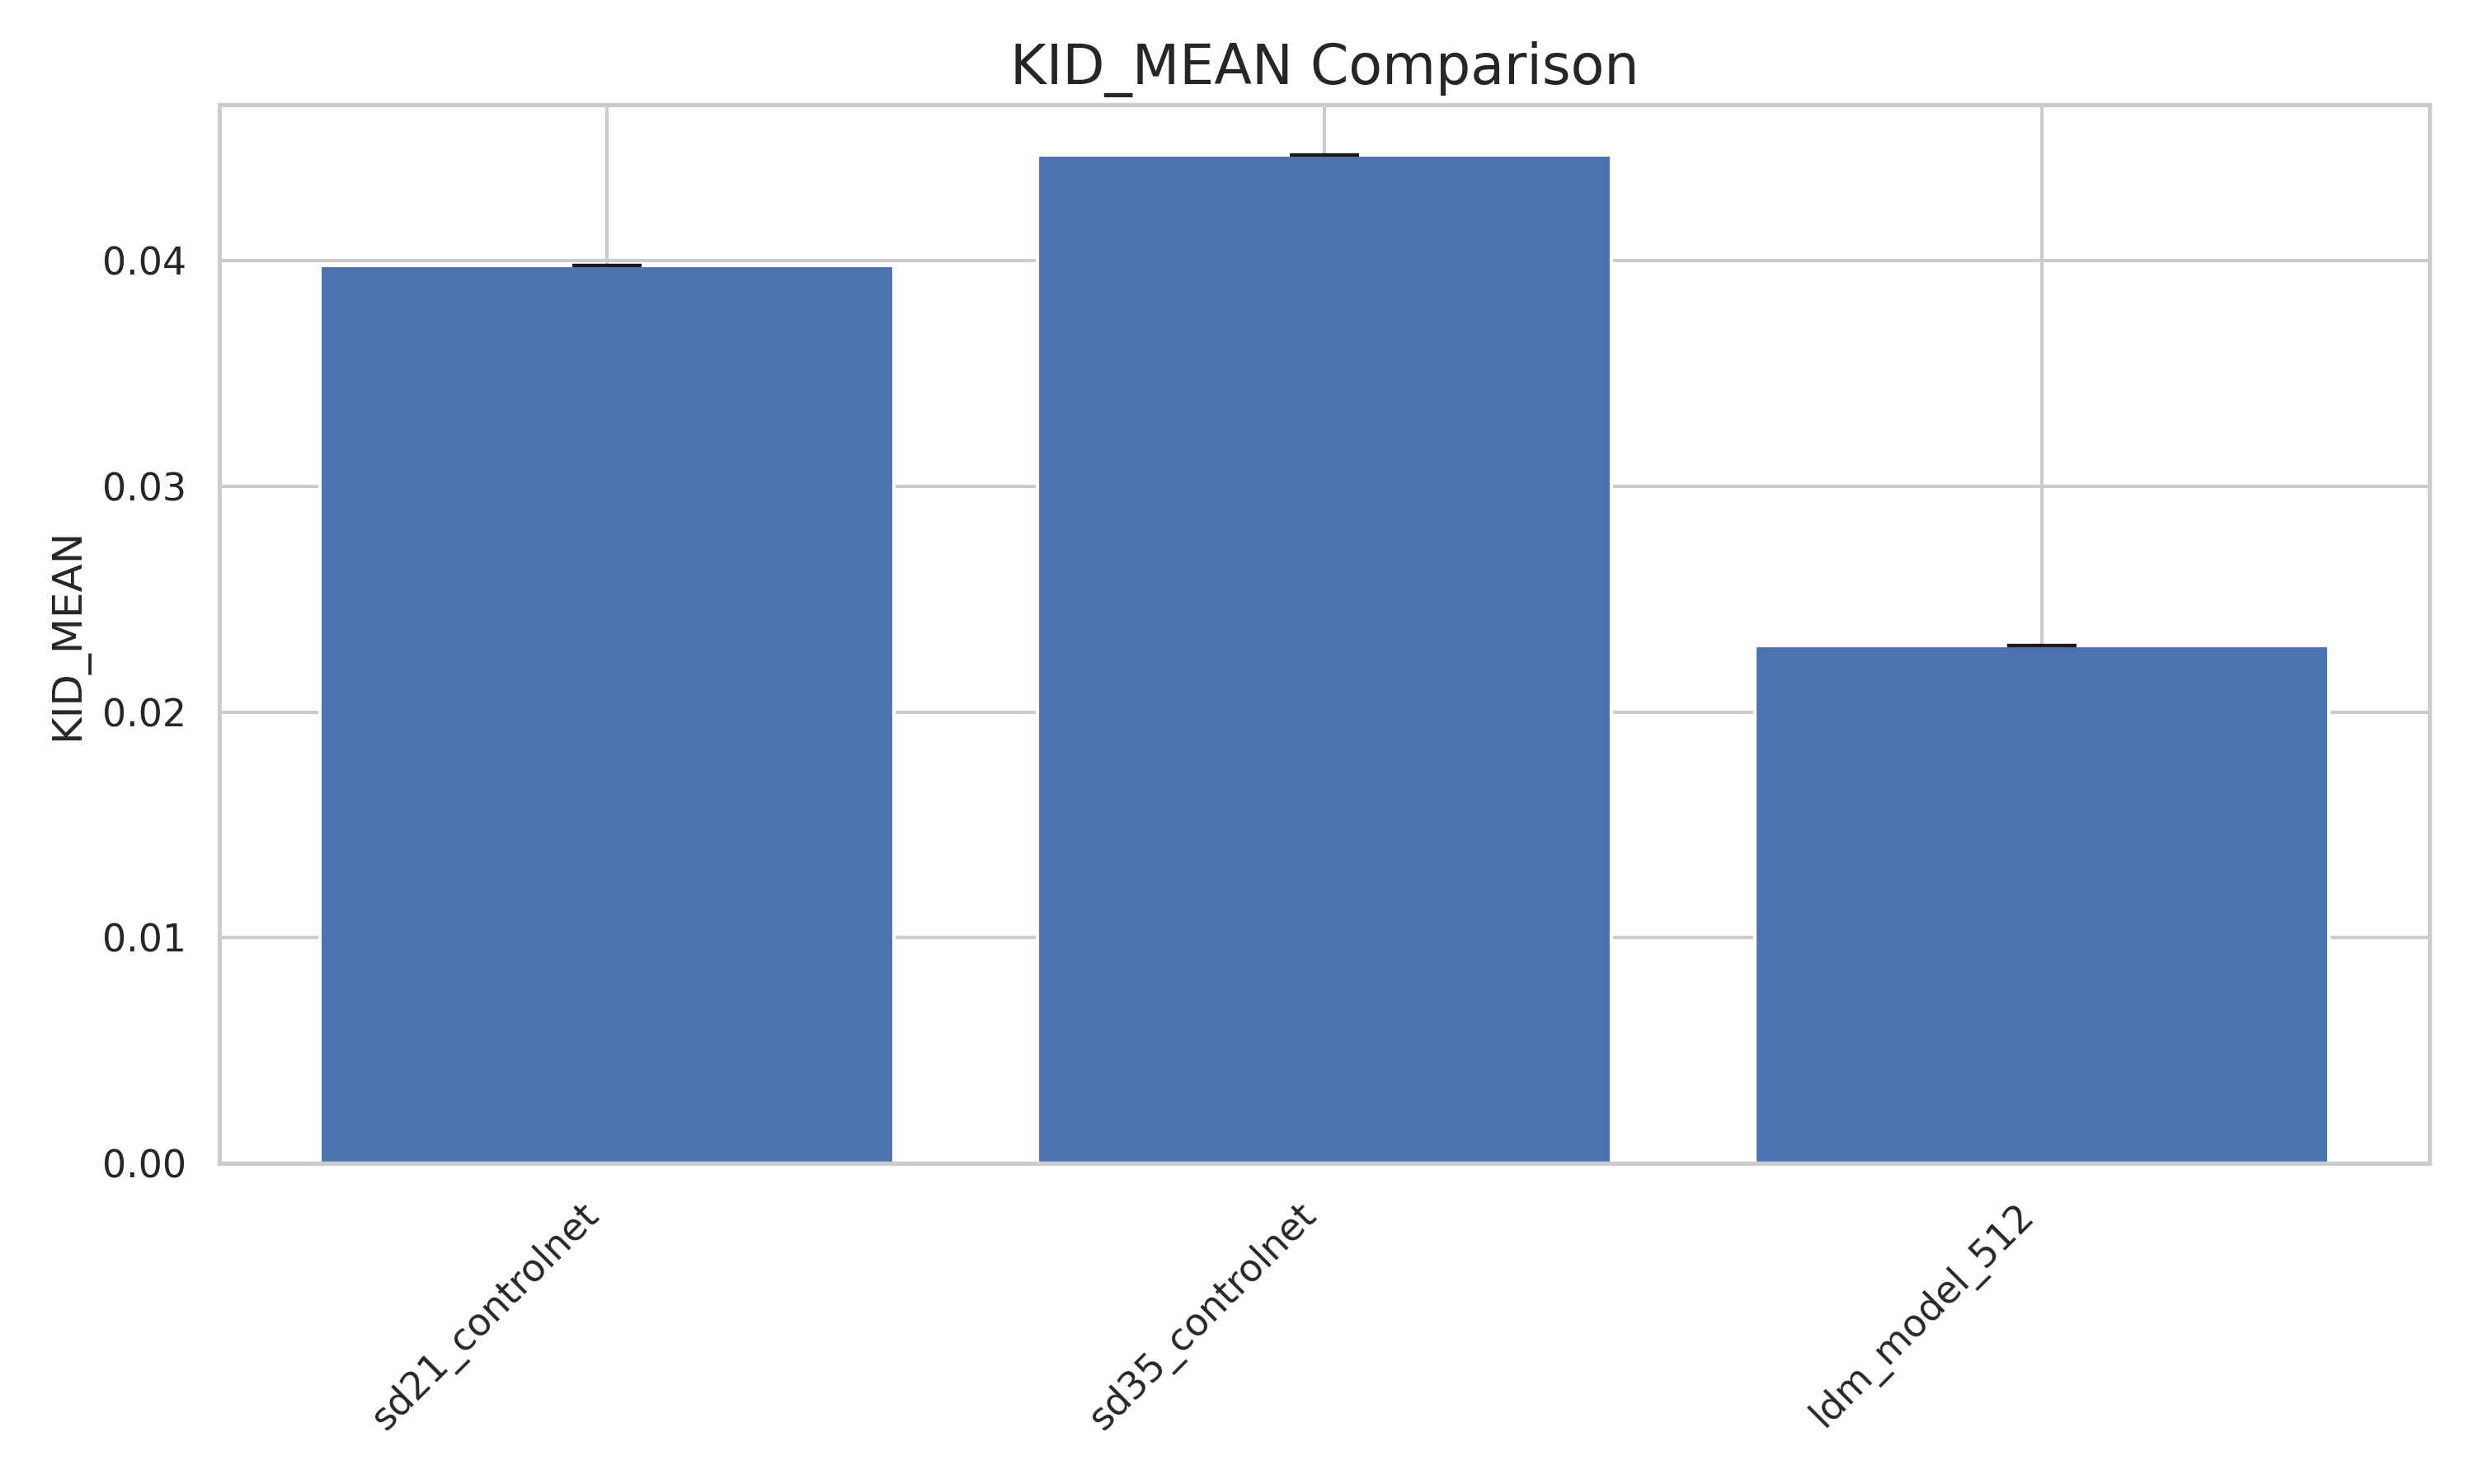 KID_MEAN Comparison
KID_MEAN
0.04
0.03
0.02
0.01
0.00
sd21_controlnet
sd35_controlnet
ldm_model_512